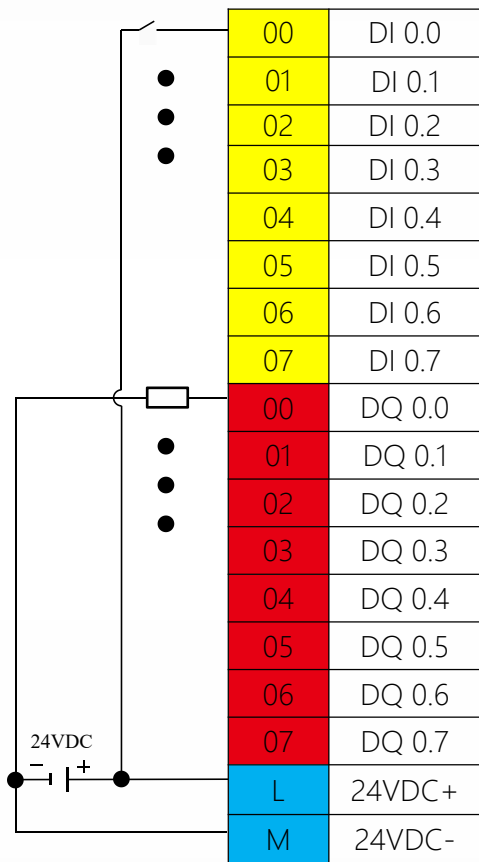 00 DI 0.0
01 DI 0.1
02 DI 0.2
03 DI 0.3
04 DI 0.4
05 DI 0.5
06 DI 0.6
07 DI 0.7
00 DQ 0.0
01 DQ 0.1
02 DQ 0.2
03 DQ 0.3
04 DQ 0.4
05 DQ 0.5
06 DQ 0.6
07 DQ 0.7
24VDC
− +
L 24VDC+
M 24VDC-